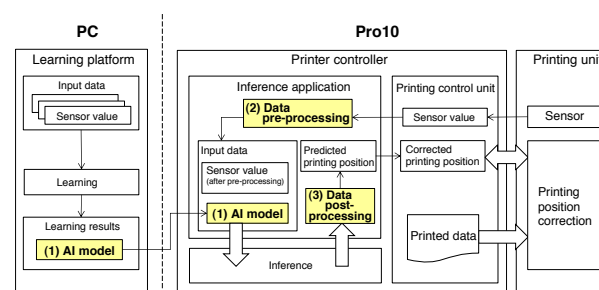 PC
Pro10
Learning platform
Printer controller
Printing unit
Input data
Sensor value
Learning
Learning results
(1) AI model
Inference application
(2) Data
pre-processing
Input data
Sensor value
(after pre-processing)
(1) AI model
Predicted
printing position
(3) Data
post-
processing
Inference
Printing control unit
Sensor value
Corrected
printing position
Printed data
Sensor
Printing
position
correction